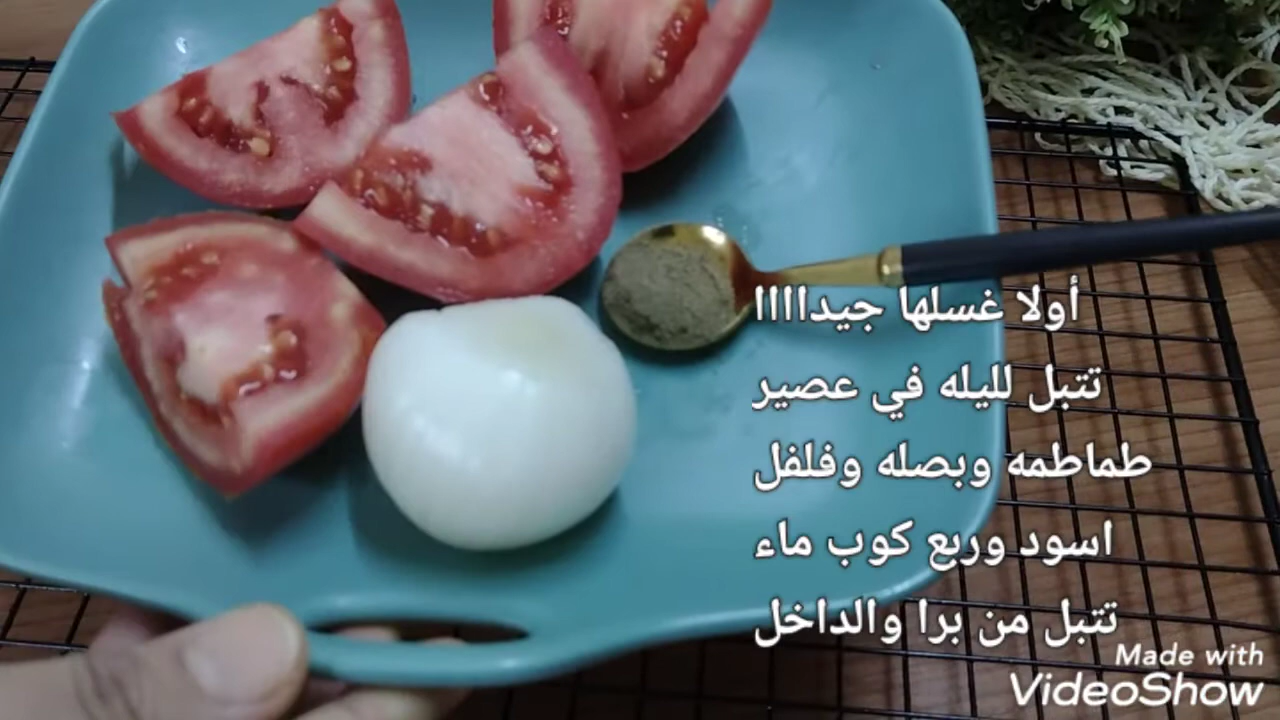 أولا غسلها جيداااا
تتبل لليله في عصير
طماطمه وبصله وفلفل
اسود وربع كوب ماء
تتبل من برا والداخل
Made with
VideoShow